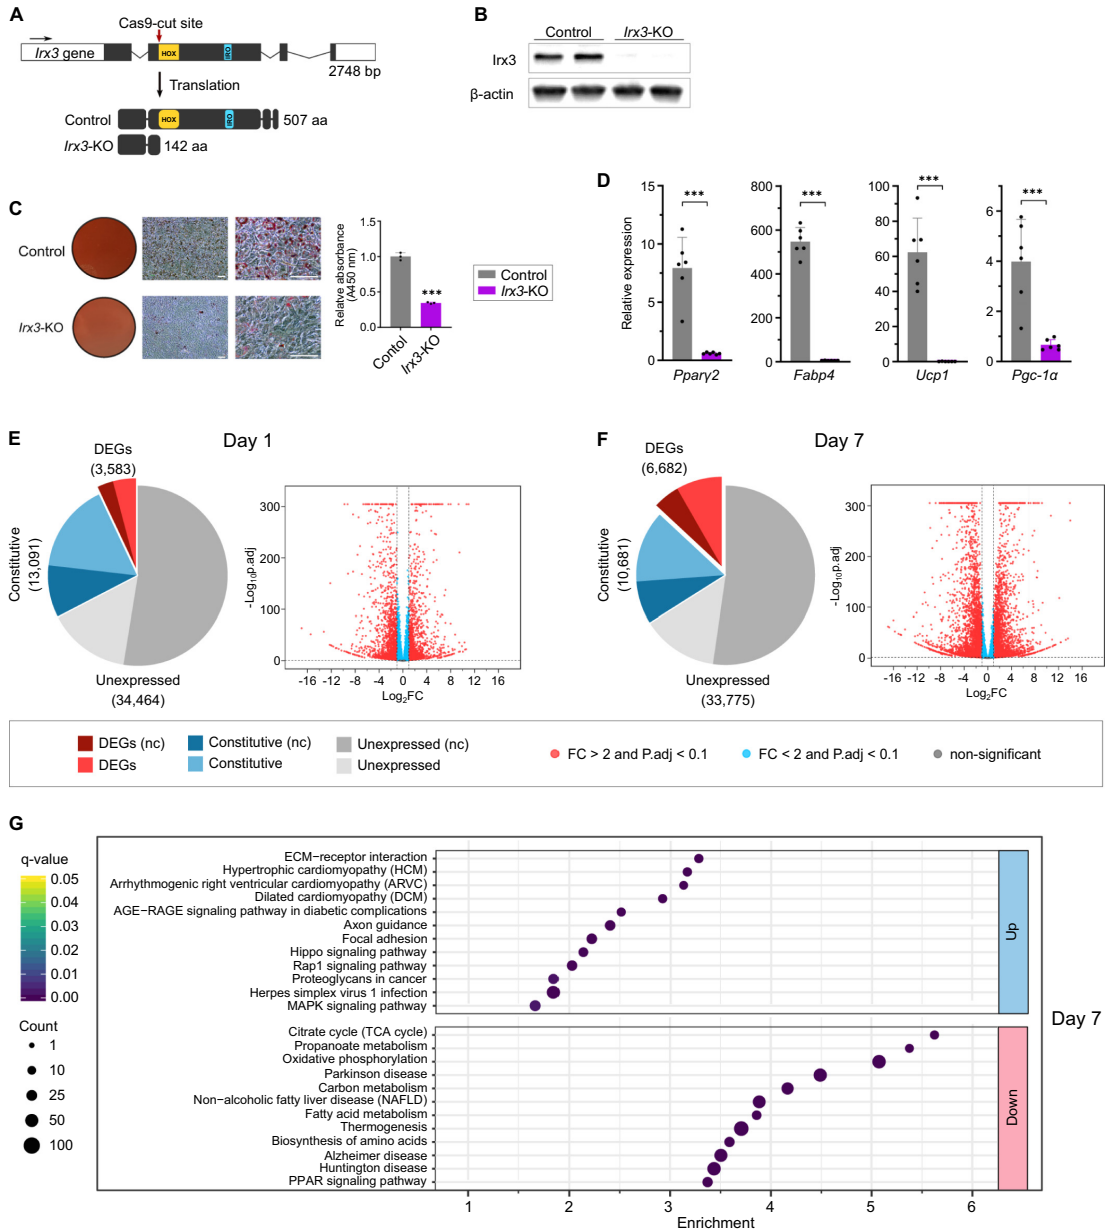 A
Cas9-cut site
Irx3 gene
HOX
IRO
2748 bp
Translation
Control
HOX
IRO
507 aa
Irx3-KO
142 aa
B
Control
Irx3-KO
Irx3
β-actin
C
Control
Irx3-KO
Relative absorbance
(A450 nm)
1.5
1.0
0.5
0.0
***
Control
Irx3-KO
Control
Irx3-KO
D
Relative expression
15
10
5
0
***
Pparγ2
800
600
400
200
0
***
Fabp4
100
80
60
40
20
0
***
Ucp1
6
4
2
0
***
Pgc-1α
E
Day 1
DEGs
(3,583)
Constitutive
(13,091)
Unexpressed
(34,464)
-Log10p.adj
300
200
100
0
-16 -12 -8 -4 0 4 8 12 16
Log2FC
F
Day 7
DEGs
(6,682)
Constitutive
(10,681)
Unexpressed
(33,775)
-Log10p.adj
300
200
100
0
-16 -12 -8 -4 0 4 8 12 16
Log2FC
DEGs (nc)
DEGs
Constitutive (nc)
Constitutive
Unexpressed (nc)
Unexpressed
FC > 2 and P.adj < 0.1
FC < 2 and P.adj < 0.1
non-significant
G
q-value
0.05
0.04
0.03
0.02
0.01
0.00
Count
1
10
25
50
100
ECM−receptor interaction
Hypertrophic cardiomyopathy (HCM)
Arrhythmogenic right ventricular cardiomyopathy (ARVC)
Dilated cardiomyopathy (DCM)
AGE−RAGE signaling pathway in diabetic complications
Axon guidance
Focal adhesion
Hippo signaling pathway
Rap1 signaling pathway
Proteoglycans in cancer
Herpes simplex virus 1 infection
MAPK signaling pathway
Up
Citrate cycle (TCA cycle)
Propanoate metabolism
Oxidative phosphorylation
Parkinson disease
Carbon metabolism
Non−alcoholic fatty liver disease (NAFLD)
Fatty acid metabolism
Thermogenesis
Biosynthesis of amino acids
Alzheimer disease
Huntington disease
PPAR signaling pathway
Down
Day 7
1 2 3 4 5 6
Enrichment